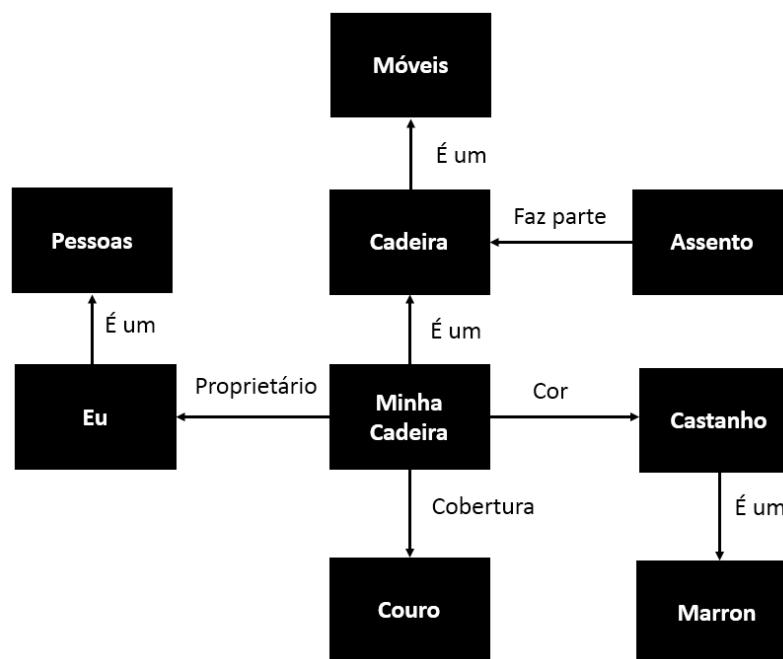 Móveis
É um
Pessoas
Cadeira
Faz parte
Assento
É um
É um
Eu
Proprietário
Minha
Cadeira
Cor
Castanho
Cobertura
É um
Couro
Marron